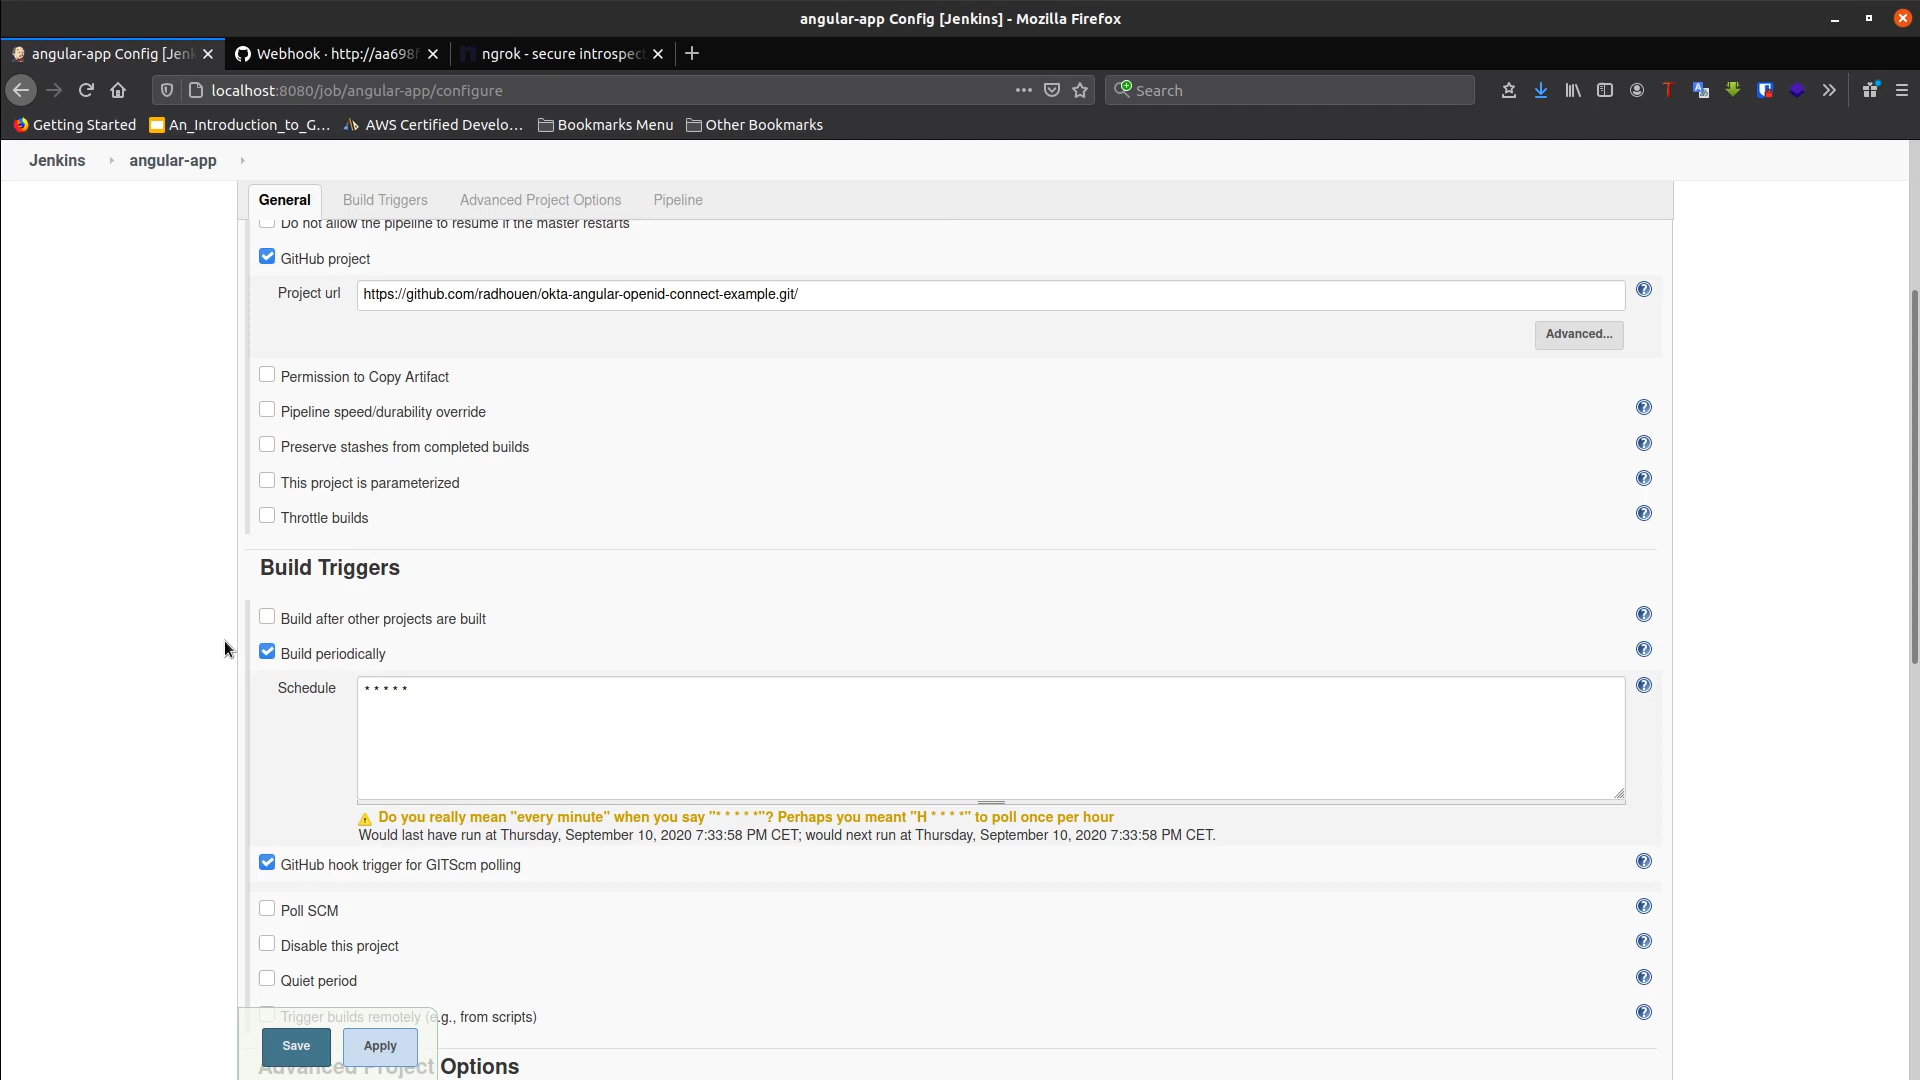 angular-app Config [Jenkins] - Mozilla Firefox
angular-app Config [Jenk
Webhook · http://aa698f
ngrok - secure introspect
localhost:8080/job/angular-app/configure
Search
Getting Started
An_Introduction_to_G...
AWS Certified Develo...
Bookmarks Menu
Other Bookmarks
Jenkins
angular-app
General
Build Triggers
Advanced Project Options
Pipeline
Do not allow the pipeline to resume if the master restarts
GitHub project
Project url
https://github.com/radhouen/okta-angular-openid-connect-example.git/
Advanced...
Permission to Copy Artifact
Pipeline speed/durability override
Preserve stashes from completed builds
This project is parameterized
Throttle builds
Build Triggers
Build after other projects are built
Build periodically
Schedule
* * * * *
Do you really mean "every minute" when you say "* * * * *"? Perhaps you meant "H * * * *" to poll once per hour
Would last have run at Thursday, September 10, 2020 7:33:58 PM CET; would next run at Thursday, September 10, 2020 7:33:58 PM CET.
GitHub hook trigger for GITScm polling
Poll SCM
Disable this project
Quiet period
Trigger builds remotely (e.g., from scripts)
Save
Apply
Advanced Project Options